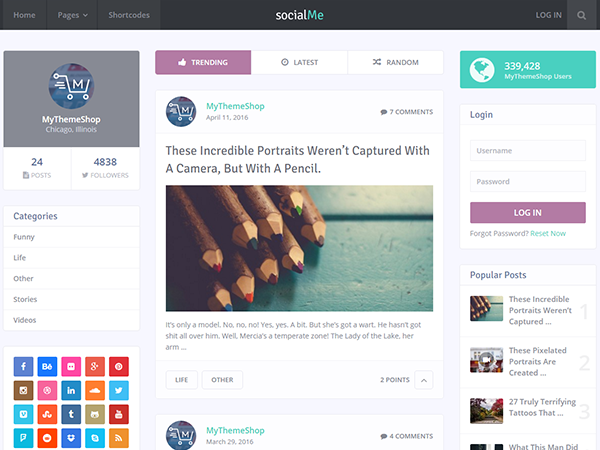 Home Pages Shortcodes
socialMe
LOG IN
M
MyThemeShop
Chicago, Illinois
24 4838
POSTS FOLLOWERS
Categories
Funny
Life
Other
Stories
Videos
TRENDING LATEST RANDOM
MyThemeShop
April 11, 2016
7 COMMENTS
These Incredible Portraits Weren't Captured With
A Camera, But With A Pencil.
It's only a model. No, no, no! Yes, yes. A bit. But she's got a wart. He hasn't got
shit all over him. Well, Mercia's a temperate zone! The Lady of the Lake, her
arm ...
LIFE OTHER
2 POINTS
MyThemeShop
March 29, 2016
4 COMMENTS
339,428
MyThemeShop Users
Login
Username
Password
LOG IN
Forgot Password? Reset Now
Popular Posts
These Incredible
Portraits Weren't
Captured ...
1
These Pixelated
Portraits Are
Created ...
2
27 Truly Terrifying
Tattoos That ...
3
What This Man Did